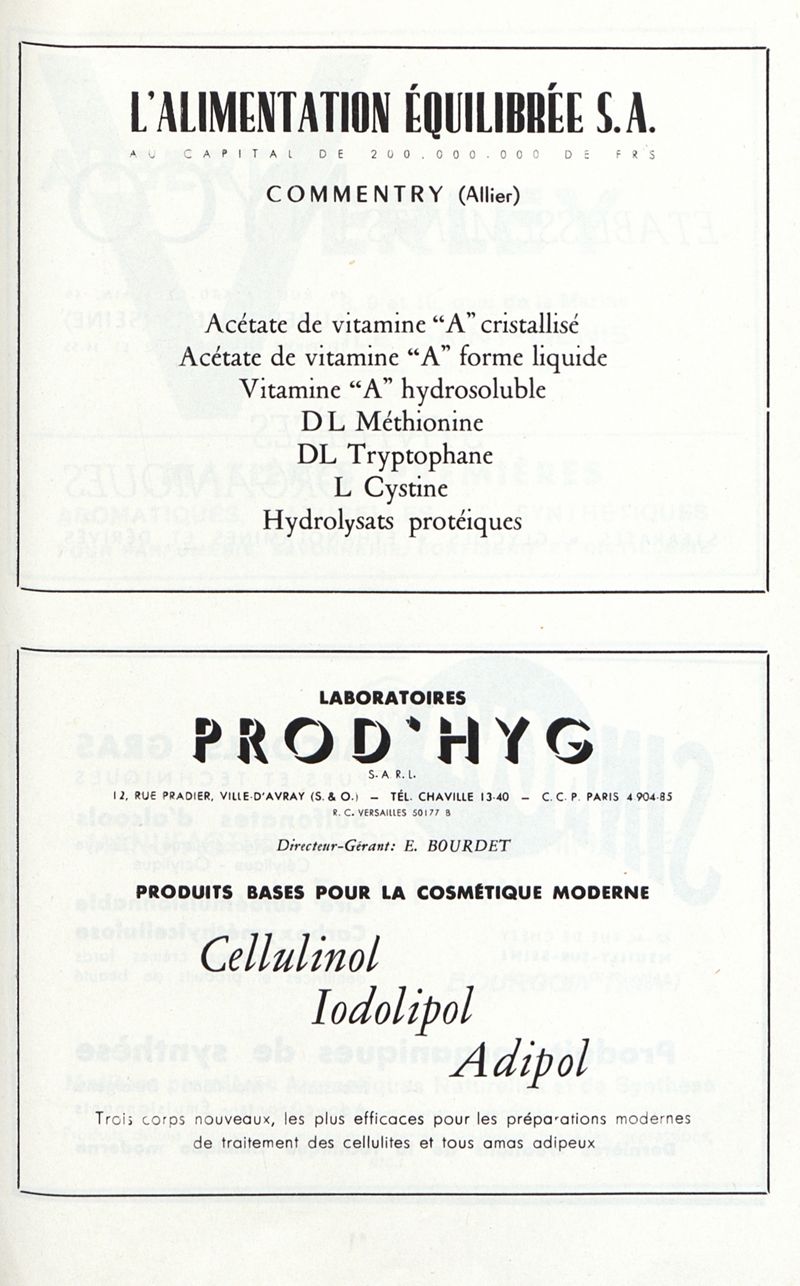 L'ALIMENTATION ÉQUILIBRÉE S.A.
AU CAPITAL DE 200.000.000 DE FRS
COMMENTRY (Allier)
Acétate de vitamine “A” cristallisé
Acétate de vitamine “A” forme liquide
Vitamine “A” hydrosoluble
DL Méthionine
DL Tryptophane
L Cystine
Hydrolysats protéiques
LABORATOIRES
PROD'HYG
S.A.R.L.
12, RUE PRADIER, VILLE-D'AVRAY (S. & O.) — TÉL. CHAVILLE 13-40 — C.C.P. PARIS 4 904-85
R. C. VERSAILLES 50177 B
Directeur-Gérant: E. BOURDET
PRODUITS BASES POUR LA COSMÉTIQUE MODERNE
Cellulinol
Iodolipol
Adipol
Trois corps nouveaux, les plus efficaces pour les préparations modernes
de traitement des cellulites et tous amas adipeux